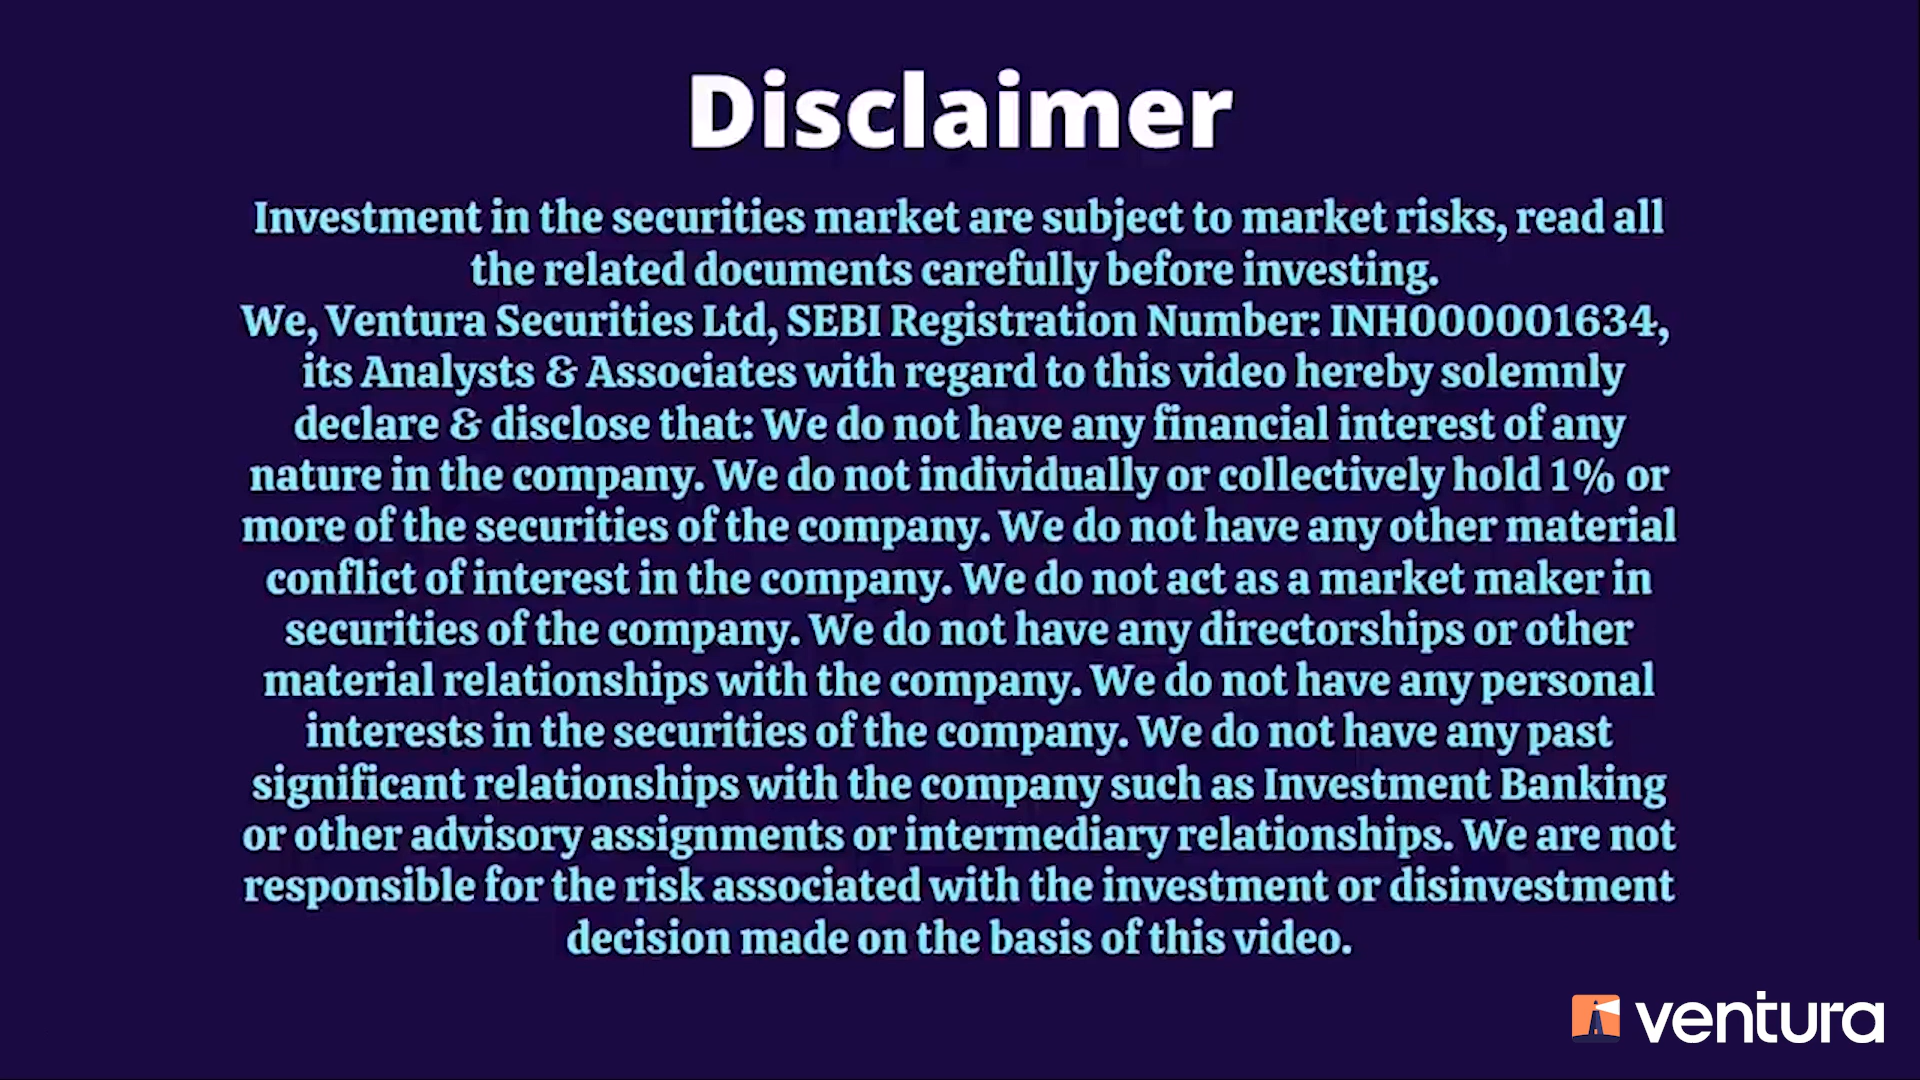 Disclaimer
Investment in the securities market are subject to market risks, read all
the related documents carefully before investing.
We, Ventura Securities Ltd, SEBI Registration Number: INH000001634,
its Analysts & Associates with regard to this video hereby solemnly
declare & disclose that: We do not have any financial interest of any
nature in the company. We do not individually or collectively hold 1% or
more of the securities of the company. We do not have any other material
conflict of interest in the company. We do not act as a market maker in
securities of the company. We do not have any directorships or other
material relationships with the company. We do not have any personal
interests in the securities of the company. We do not have any past
significant relationships with the company such as Investment Banking
or other advisory assignments or intermediary relationships. We are not
responsible for the risk associated with the investment or disinvestment
decision made on the basis of this video.
ventura